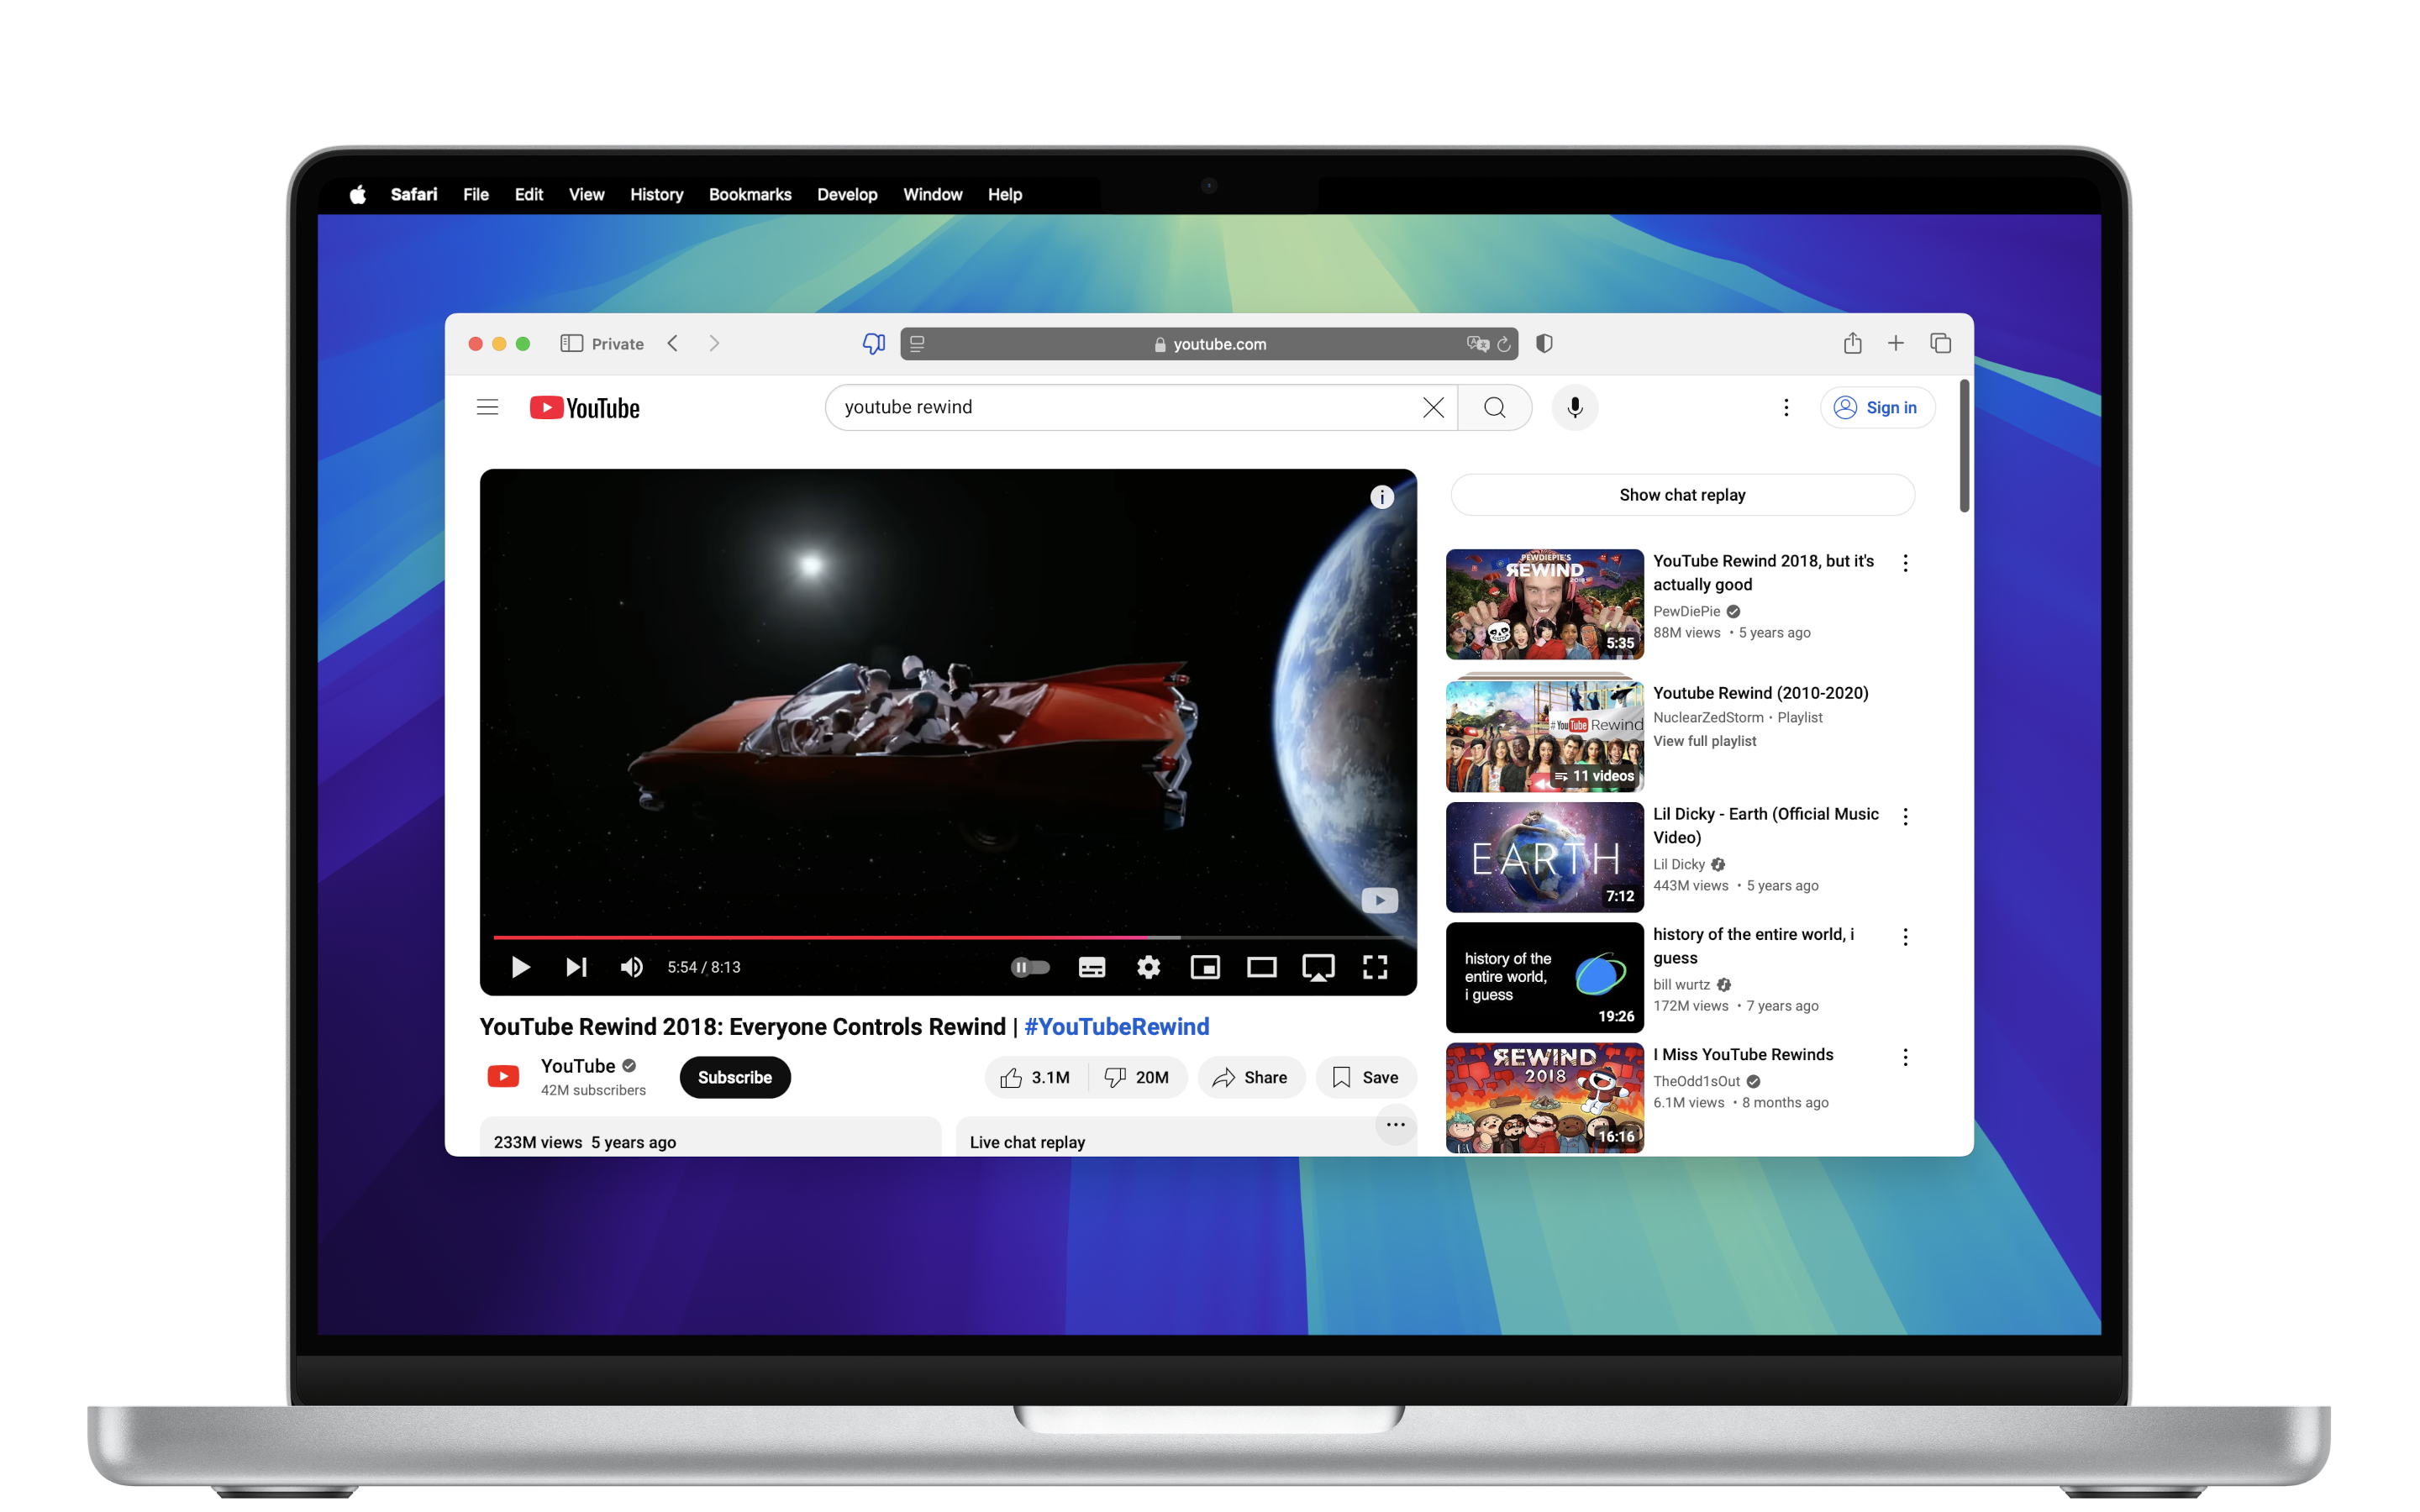 Safari File Edit View History Bookmarks Develop Window Help
Private
youtube.com
YouTube
youtube rewind
Sign in
5:54 / 8:13
YouTube Rewind 2018: Everyone Controls Rewind | #YouTubeRewind
YouTube
42M subscribers
Subscribe
3.1M
20M
Share
Save
233M views 5 years ago
Live chat replay
Show chat replay
PEWDIEPIE'S
REWIND
2018
5:35
YouTube Rewind 2018, but it's
actually good
PewDiePie
88M views • 5 years ago
#YouTube Rewind
11 videos
Youtube Rewind (2010-2020)
NuclearZedStorm • Playlist
View full playlist
EARTH
7:12
Lil Dicky - Earth (Official Music
Video)
Lil Dicky
443M views • 5 years ago
history of the
entire world,
i guess
19:26
history of the entire world, i
guess
bill wurtz
172M views • 7 years ago
REWIND
2018
16:16
I Miss YouTube Rewinds
TheOdd1sOut
6.1M views • 8 months ago